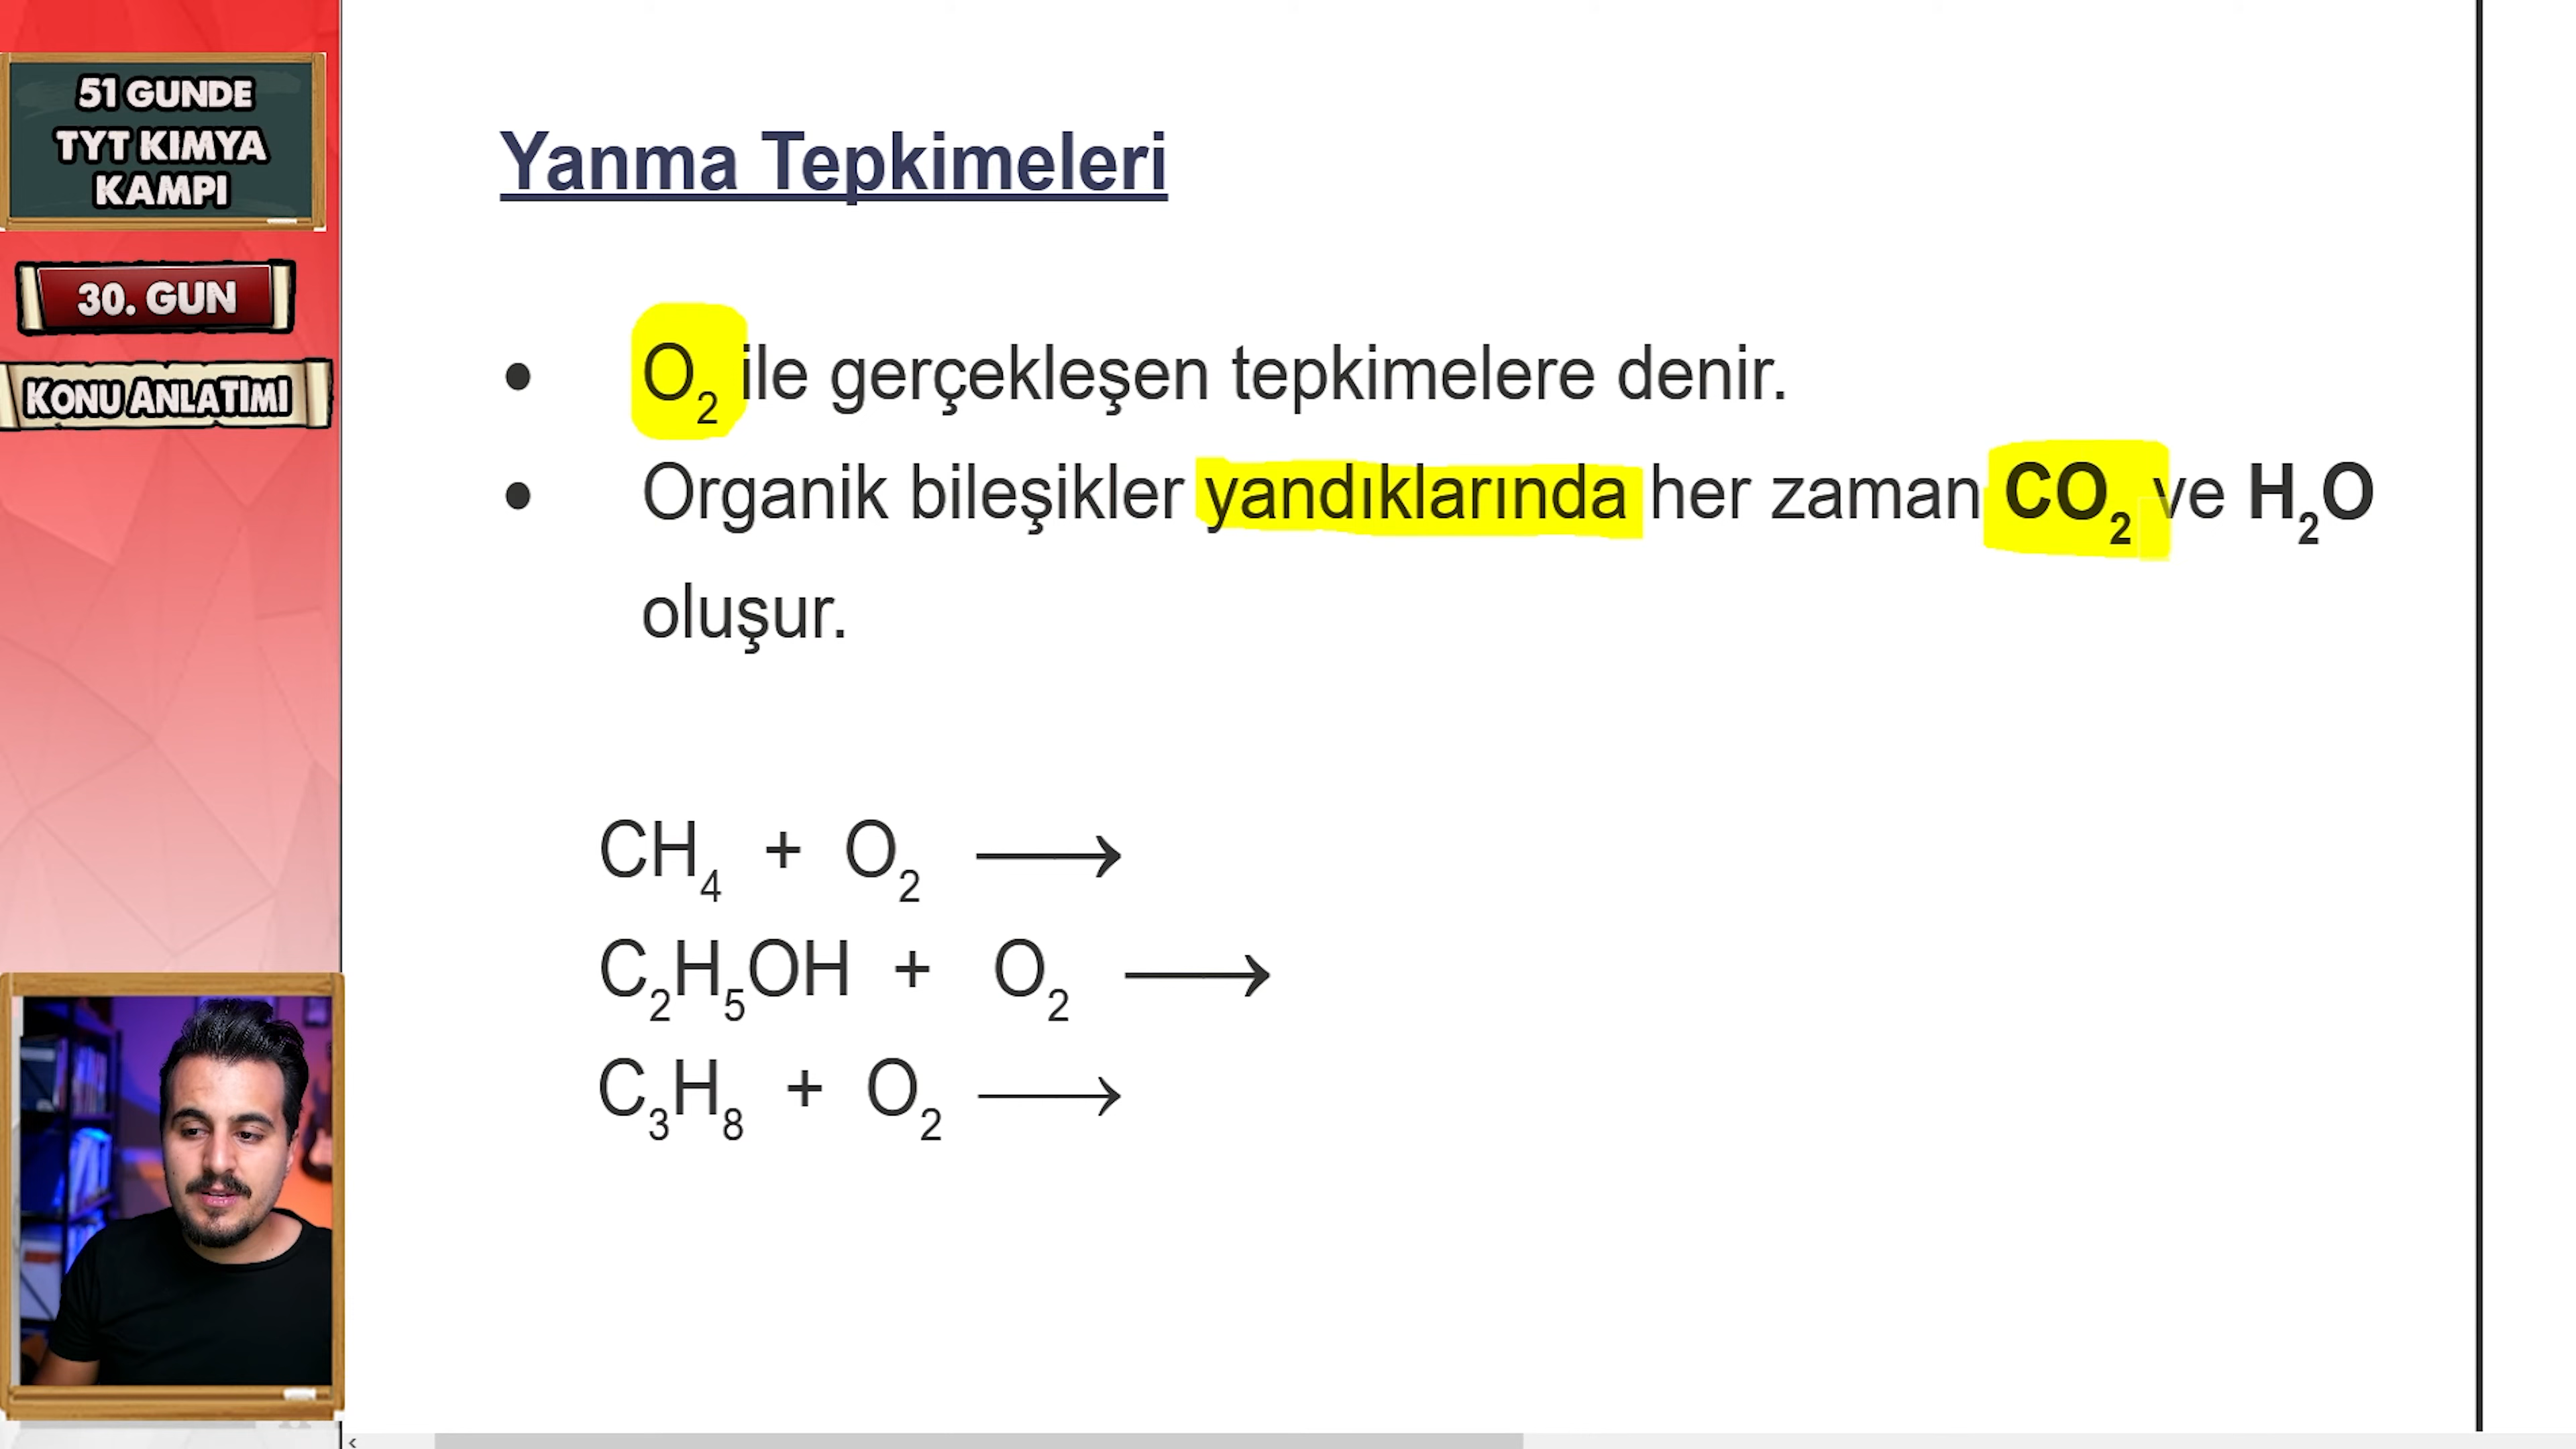 51 GUNDE
TYT KIMYA
KAMPI
30. GUN
KONU ANLATIMI
Yanma Tepkimeleri
• O₂ ile gerçekleşen tepkimelere denir.
• Organik bileşikler yandıklarında her zaman CO₂ ve H₂O
oluşur.
CH₄ + O₂ ⟶
C₂H₅OH + O₂ ⟶
C₃H₈ + O₂ ⟶